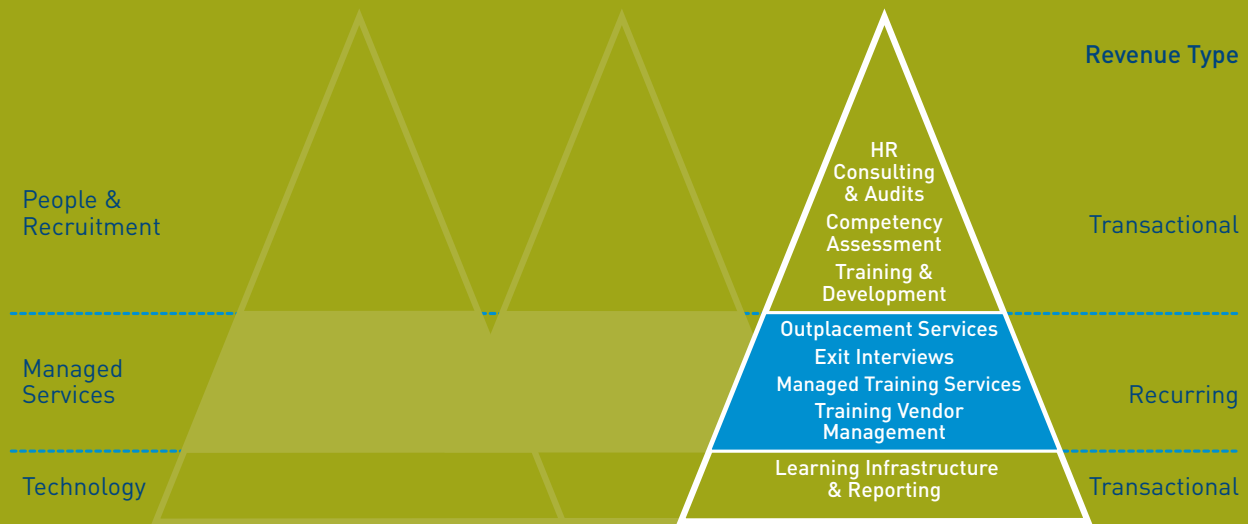 Revenue Type
People &
Recruitment
HR
Consulting
& Audits
Competency
Assessment
Training &
Development
Transactional
Managed
Services
Outplacement Services
Exit Interviews
Managed Training Services
Training Vendor
Management
Recurring
Technology
Learning Infrastructure
& Reporting
Transactional